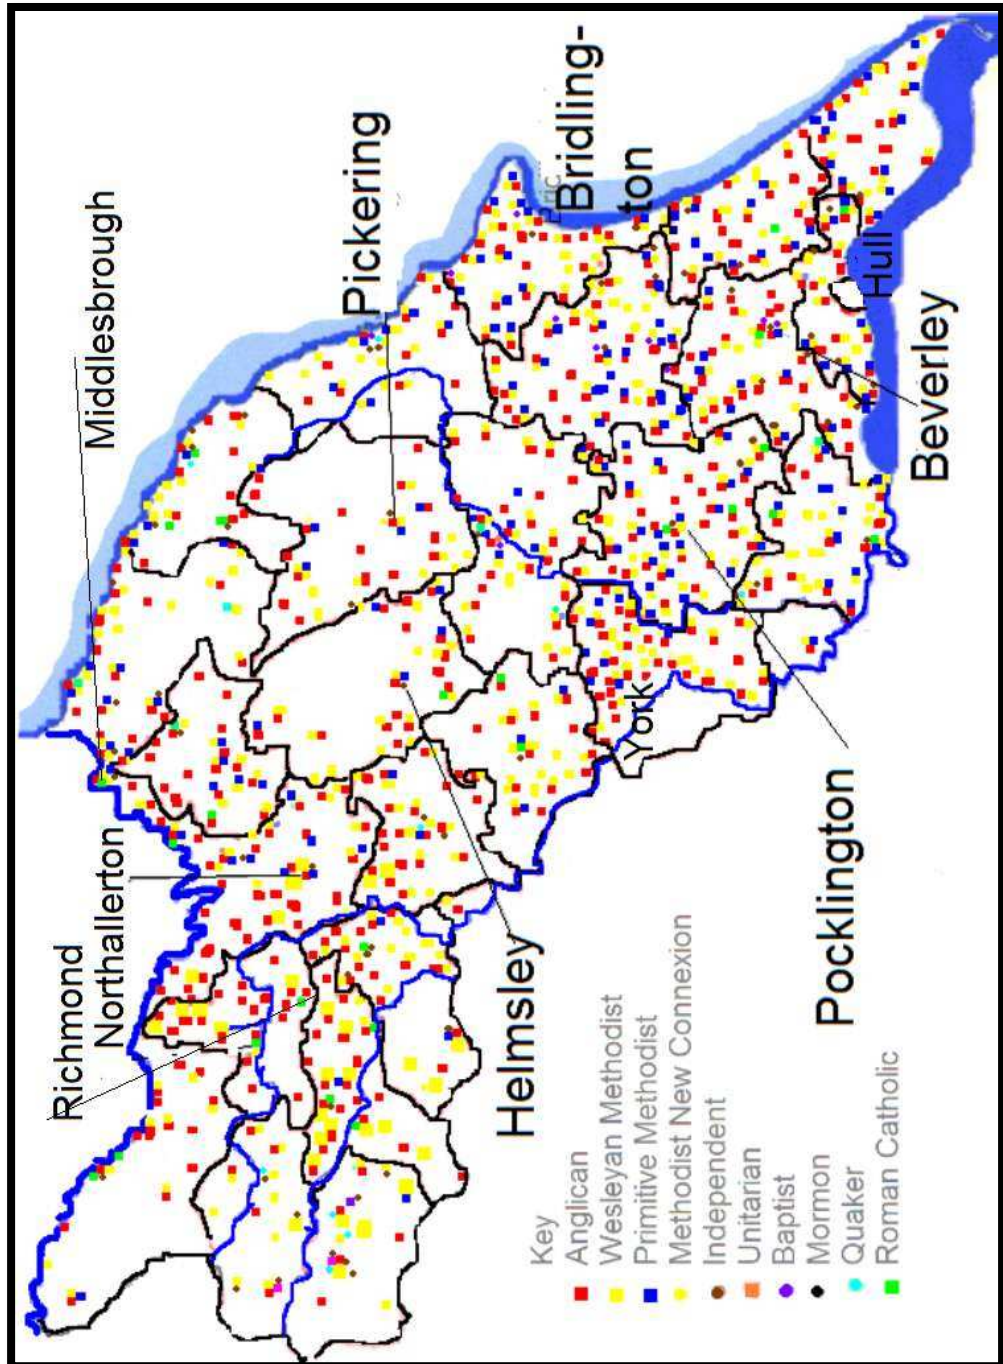 Middlesbrough
Pickering
Bridling-
ton
Richmond
Northallerton
York
Hull
Beverley
Helmsley
Pocklington
Key
Anglican
Wesleyan Methodist
Primitive Methodist
Methodist New Connexion
Independent
Unitarian
Baptist
Mormon
Quaker
Roman Catholic